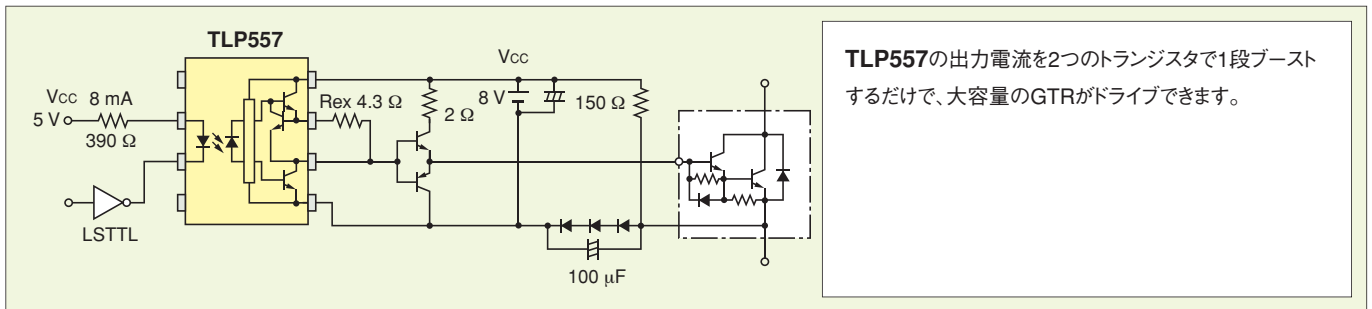 TLP557
VCC 8 mA
5 V
390 Ω
LSTTL
Rex 4.3 Ω
2 Ω
VCC
8 V
150 Ω
100 μF
TLP557の出力電流を2つのトランジスタで1段ブースト
するだけで、大容量のGTRがドライブできます。